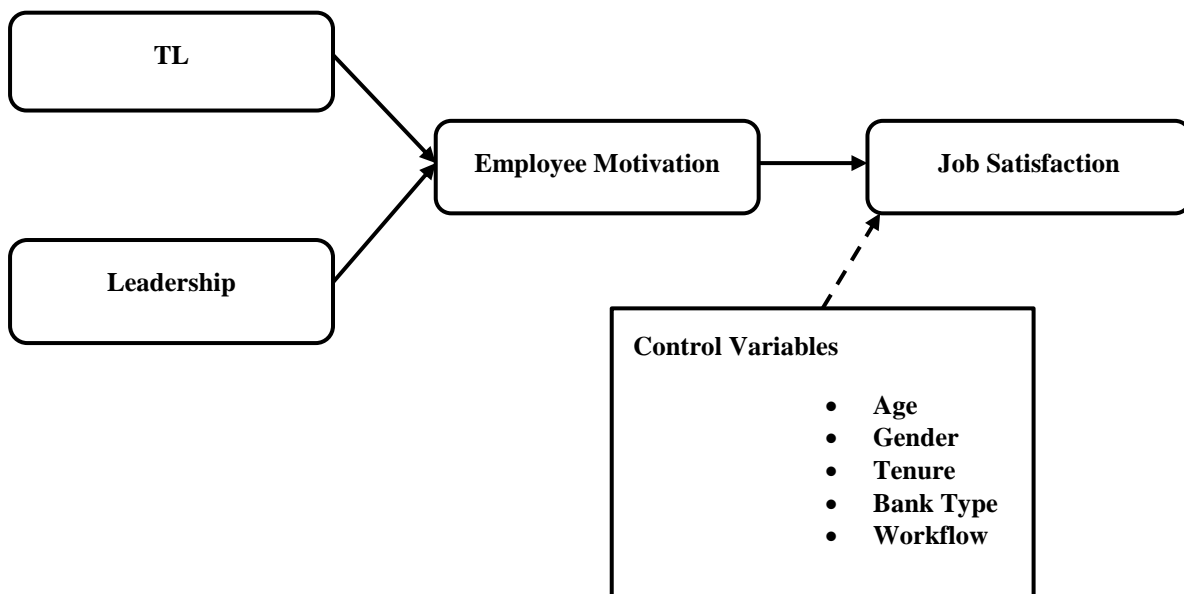 TL
Employee Motivation
Job Satisfaction
Leadership
Control Variables
• Age
• Gender
• Tenure
• Bank Type
• Workflow